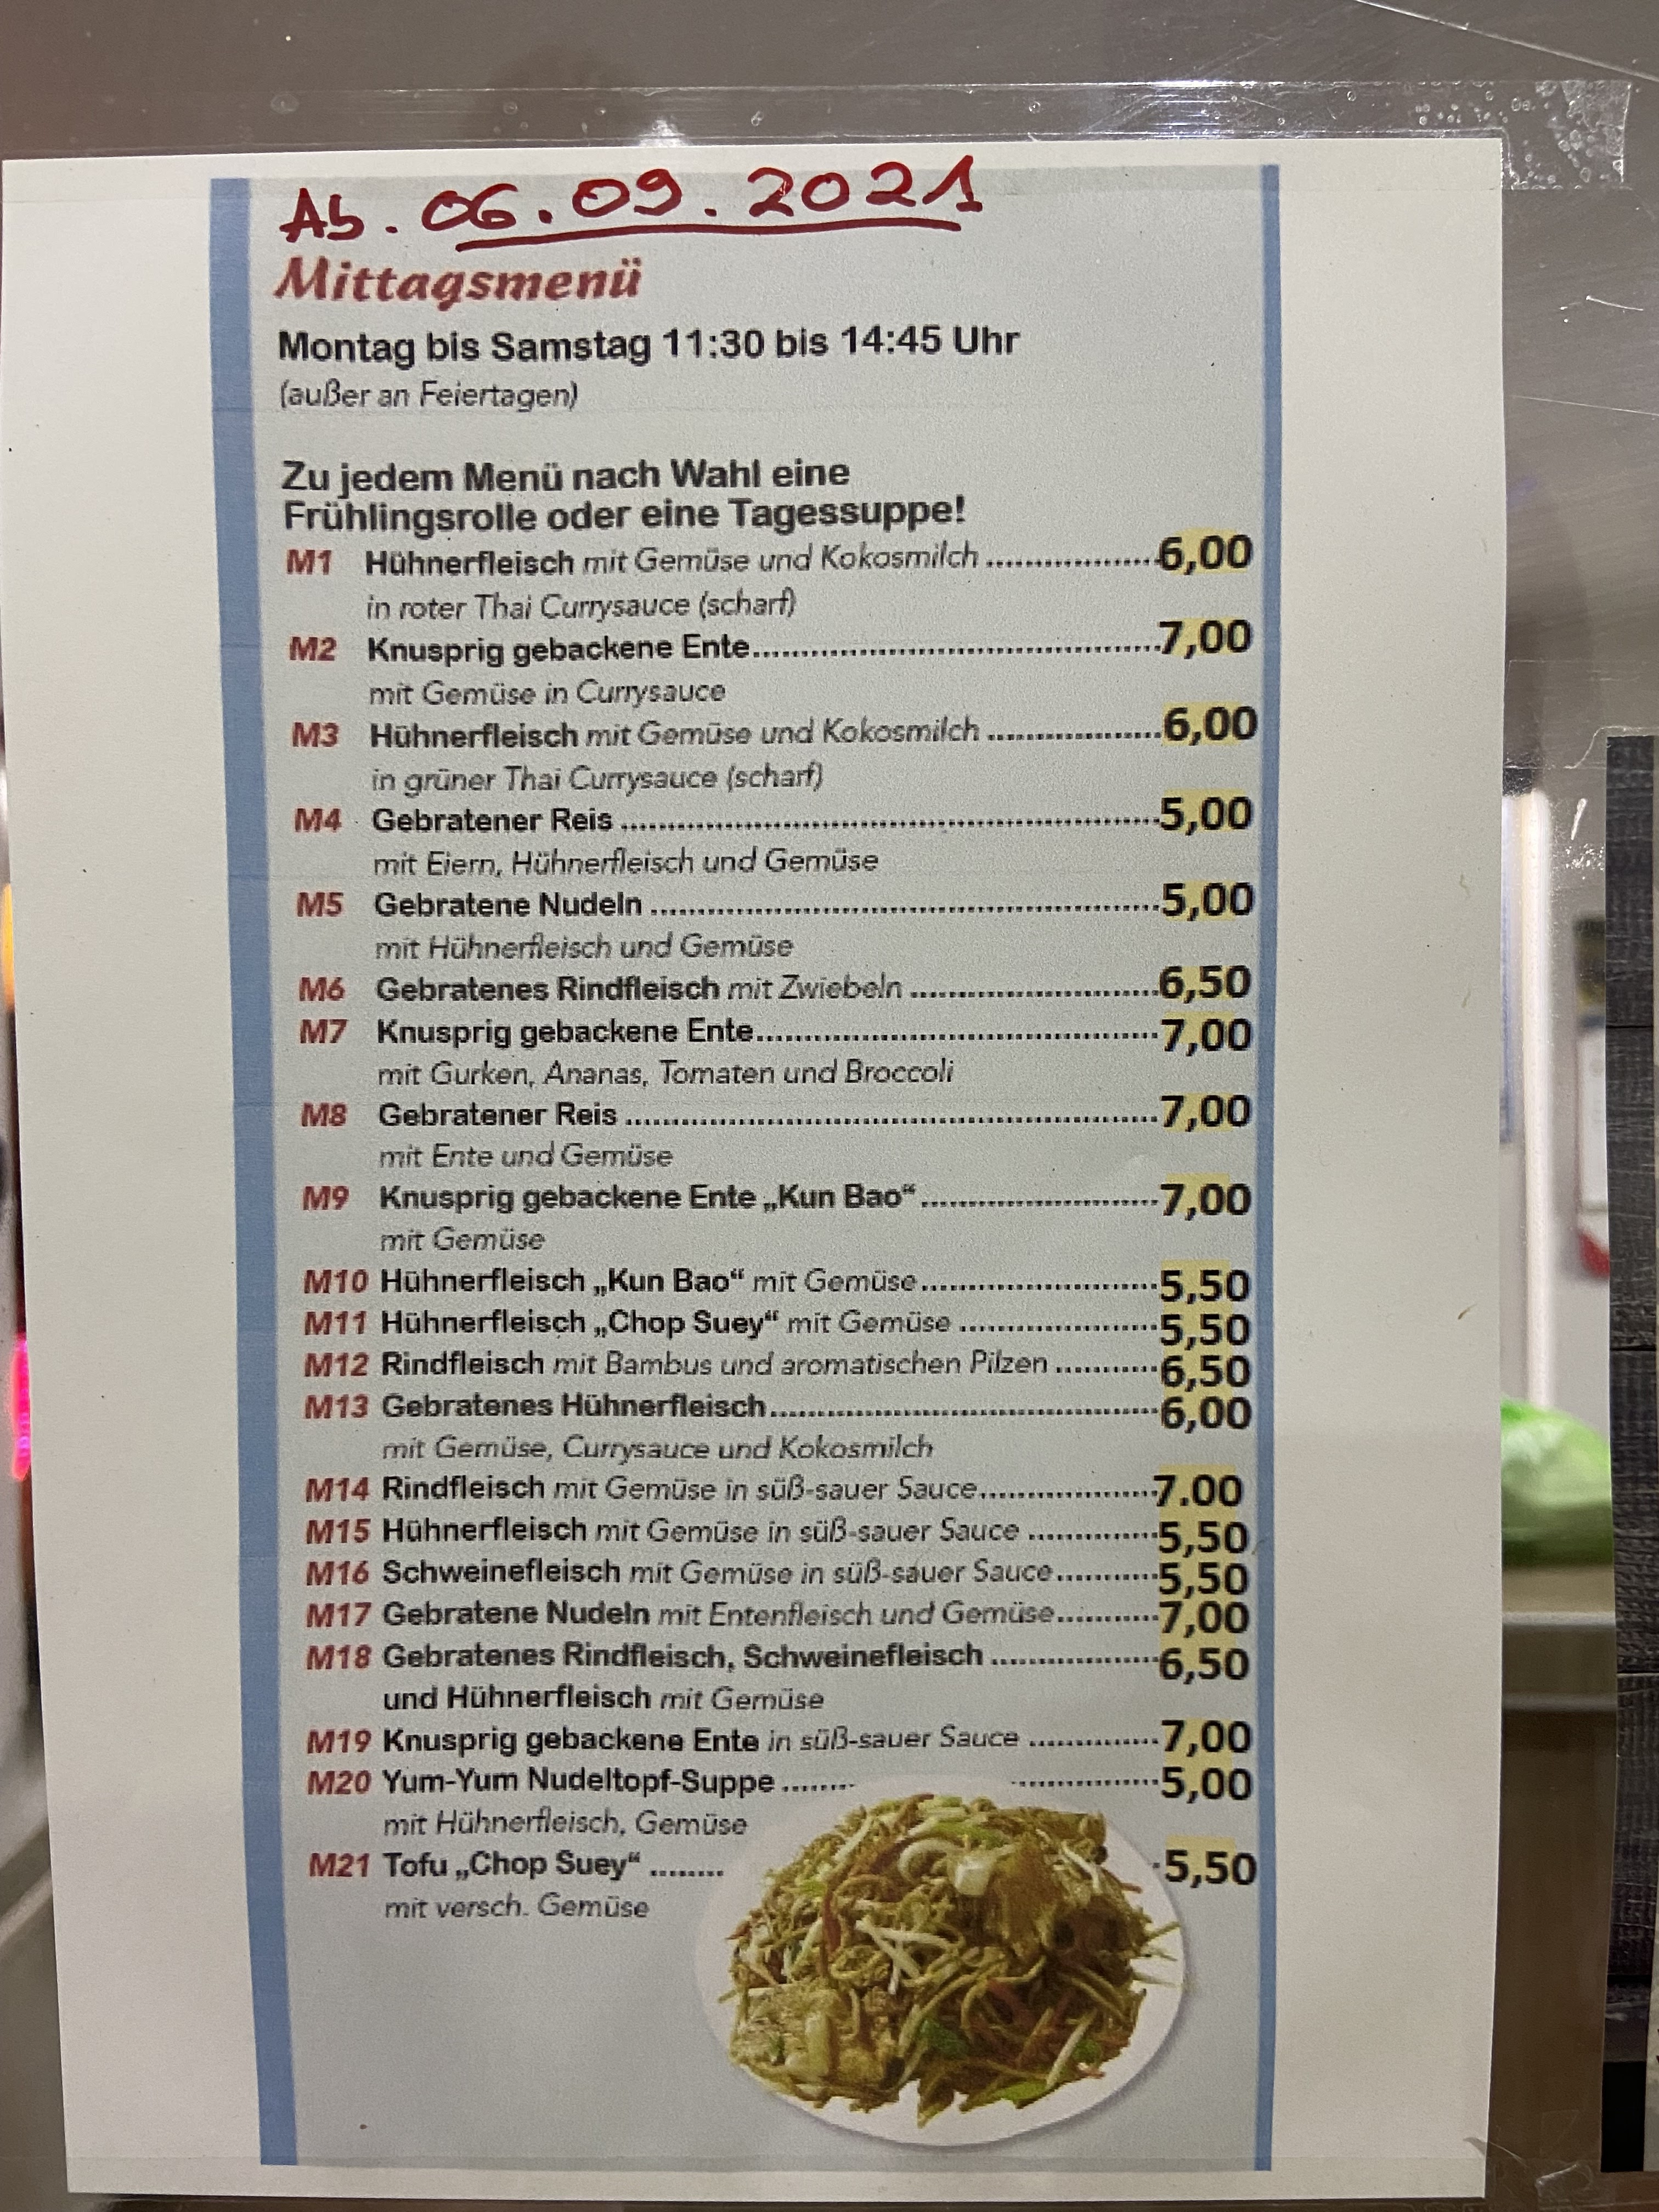 Ab. 06.09.2021
Mittagsmenü
Montag bis Samstag 11:30 bis 14:45 Uhr
(außer an Feiertagen)
Zu jedem Menü nach Wahl eine
Frühlingsrolle oder eine Tagessuppe!
M1 Hühnerfleisch mit Gemüse und Kokosmilch ................. 6,00
in roter Thai Currysauce (scharf)
M2 Knusprig gebackene Ente................. 7,00
mit Gemüse in Currysauce
M3 Hühnerfleisch mit Gemüse und Kokosmilch ................. 6,00
in grüner Thai Currysauce (scharf)
M4 Gebratener Reis ................. 5,00
mit Eiern, Hühnerfleisch und Gemüse
M5 Gebratene Nudeln ................. 5,00
mit Hühnerfleisch und Gemüse
M6 Gebratenes Rindfleisch mit Zwiebeln ................. 6,50
M7 Knusprig gebackene Ente................. 7,00
mit Gurken, Ananas, Tomaten und Broccoli
M8 Gebratener Reis ................. 7,00
mit Ente und Gemüse
M9 Knusprig gebackene Ente „Kun Bao“................. 7,00
mit Gemüse
M10 Hühnerfleisch „Kun Bao“ mit Gemüse................. 5,50
M11 Hühnerfleisch „Chop Suey“ mit Gemüse ................. 5,50
M12 Rindfleisch mit Bambus und aromatischen Pilzen ........... 6,50
M13 Gebratenes Hühnerfleisch................. 6,00
mit Gemüse, Currysauce und Kokosmilch
M14 Rindfleisch mit Gemüse in süß-sauer Sauce................. 7.00
M15 Hühnerfleisch mit Gemüse in süß-sauer Sauce ............. 5,50
M16 Schweinefleisch mit Gemüse in süß-sauer Sauce........... 5,50
M17 Gebratene Nudeln mit Entenfleisch und Gemüse........... 7,00
M18 Gebratenes Rindfleisch, Schweinefleisch ................. 6,50
und Hühnerfleisch mit Gemüse
M19 Knusprig gebackene Ente in süß-sauer Sauce ............. 7,00
M20 Yum-Yum Nudeltopf-Suppe ................. 5,00
mit Hühnerfleisch, Gemüse
M21 Tofu „Chop Suey“ ........ 5,50
mit versch. Gemüse